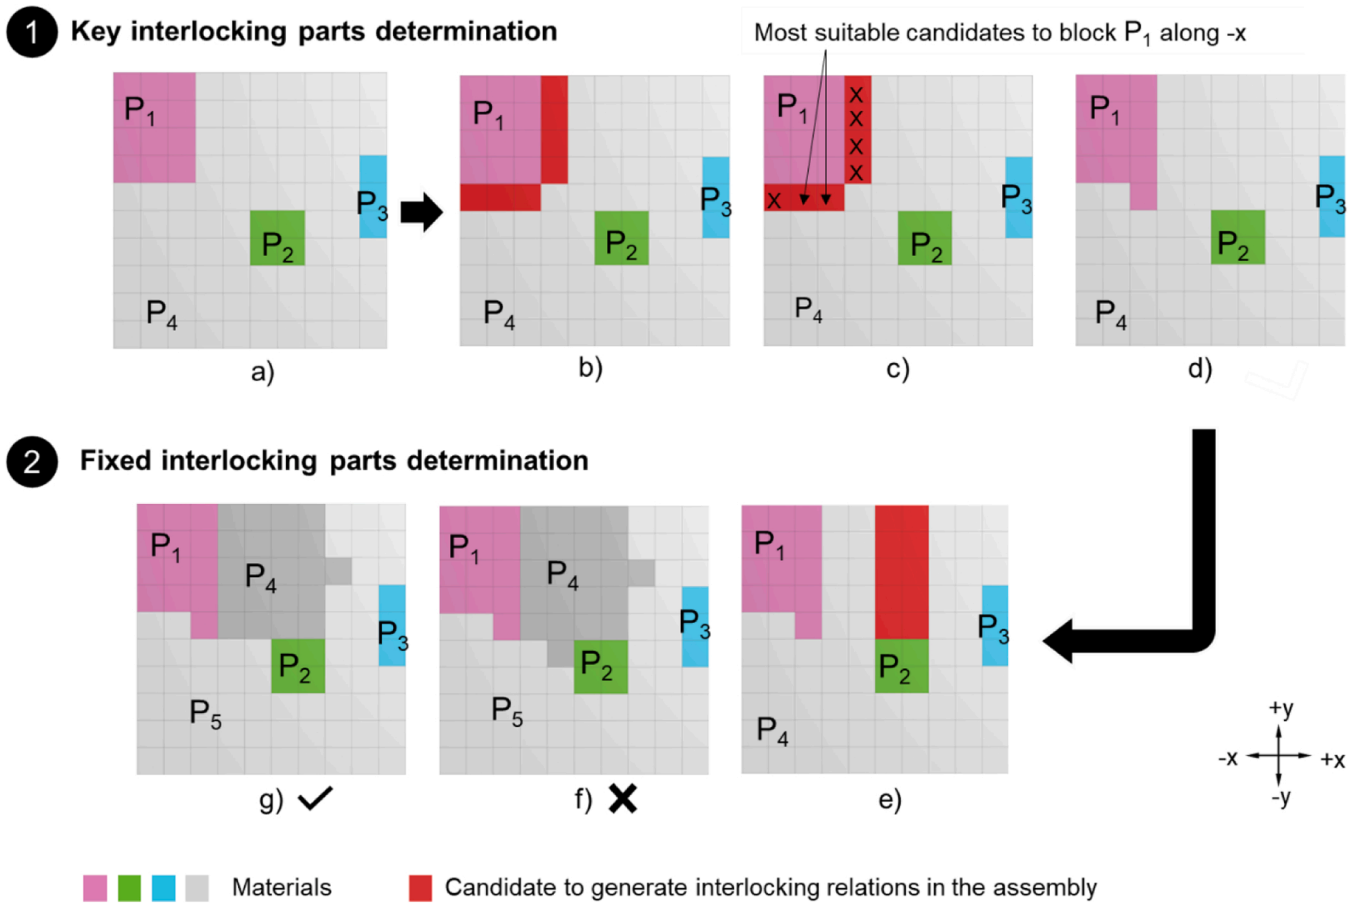 1 Key interlocking parts determination
Most suitable candidates to block P₁ along -x
P₁
P₃
P₂
P₄
a)
P₁
P₃
P₂
P₄
b)
P₁
X
X
X
X
X
P₃
P₂
P₄
c)
P₁
P₃
P₂
P₄
d)
2 Fixed interlocking parts determination
P₁
P₄
P₃
P₂
P₅
g)
P₁
P₄
P₃
P₂
P₅
f)
P₁
P₃
P₂
P₄
e)
+y
-x +x
-y
Materials
Candidate to generate interlocking relations in the assembly